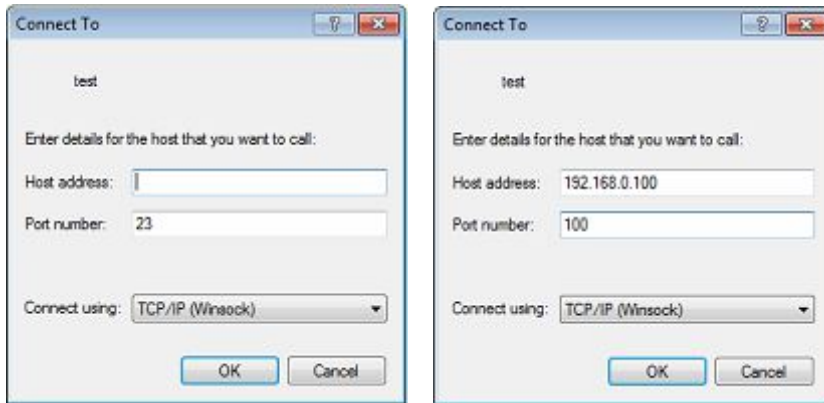 Connect To
test
Enter details for the host that you want to call:
Host address:
Port number: 23
Connect using: TCP/IP (Winsock)
OK Cancel
Connect To
test
Enter details for the host that you want to call:
Host address: 192.168.0.100
Port number: 100
Connect using: TCP/IP (Winsock)
OK Cancel